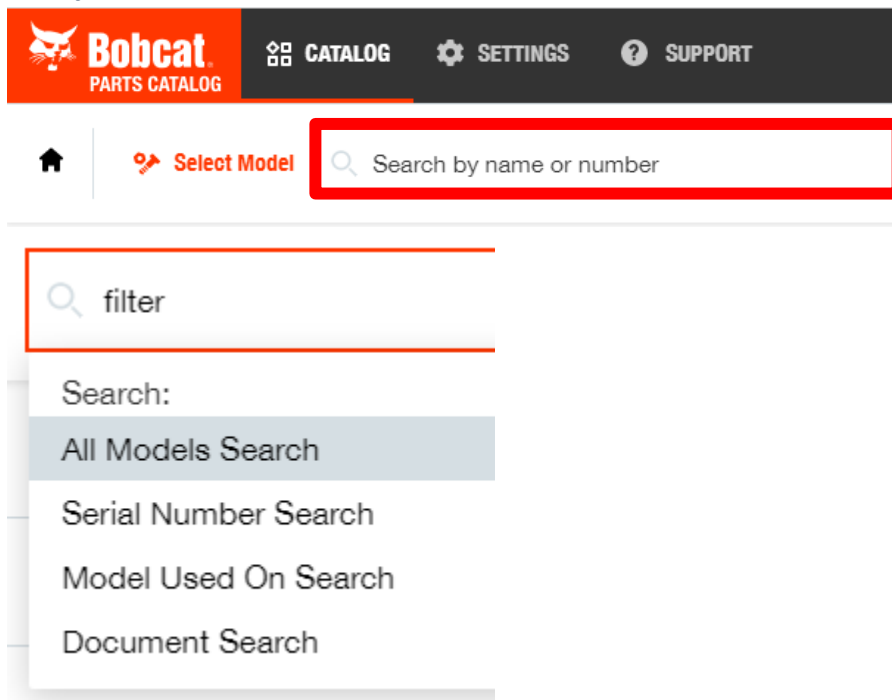 Bobcat.
PARTS CATALOG
CATALOG
SETTINGS
? SUPPORT
Select Model
Search by name or number
filter
Search:
All Models Search
Serial Number Search
Model Used On Search
Document Search